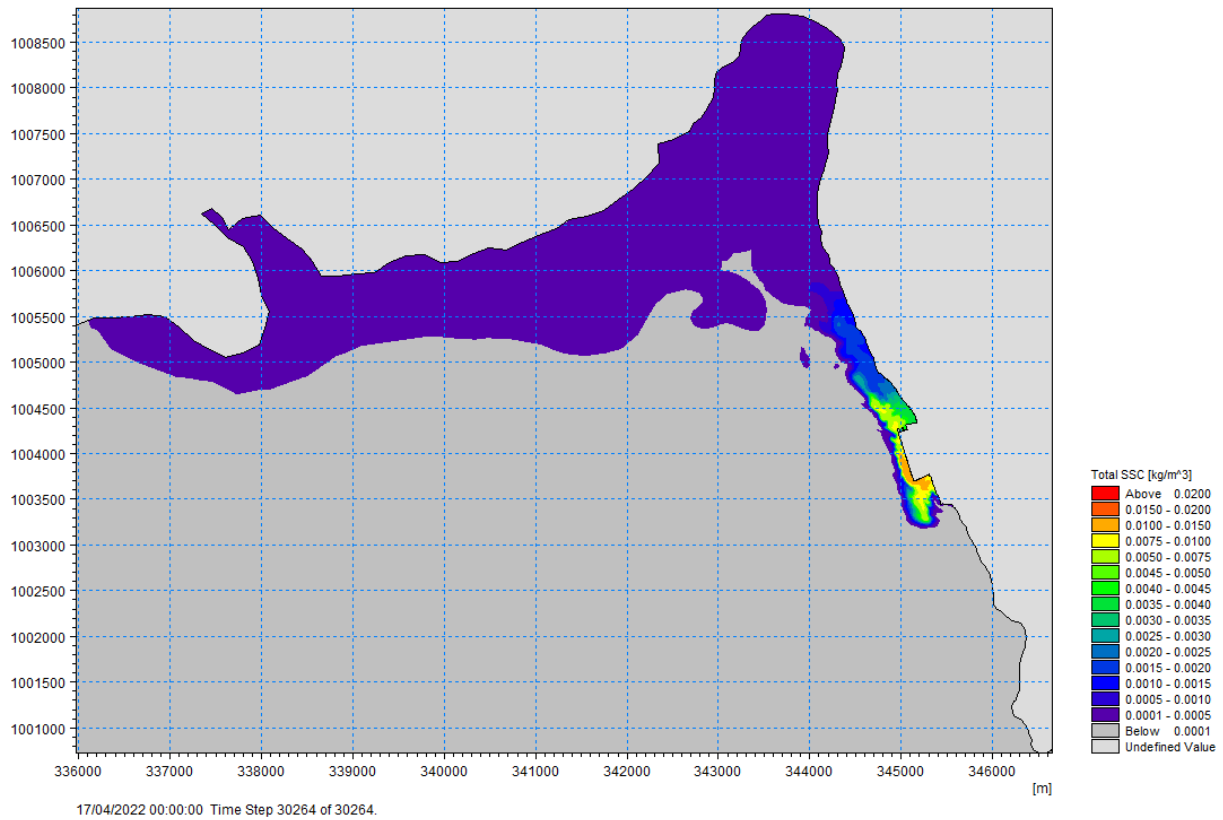 1008500
1008000
1007500
1007000
1006500
1006000
1005500
1005000
1004500
1004000
1003500
1003000
1002500
1002000
1001500
1001000
336000 337000 338000 339000 340000 341000 342000 343000 344000 345000 346000
[m]
17/04/2022 00:00:00 Time Step 30264 of 30264.
Total SSC [kg/m^3]
Above 0.0200
0.0150 - 0.0200
0.0100 - 0.0150
0.0075 - 0.0100
0.0050 - 0.0075
0.0045 - 0.0050
0.0040 - 0.0045
0.0035 - 0.0040
0.0030 - 0.0035
0.0025 - 0.0030
0.0020 - 0.0025
0.0015 - 0.0020
0.0010 - 0.0015
0.0005 - 0.0010
0.0001 - 0.0005
Below 0.0001
Undefined Value